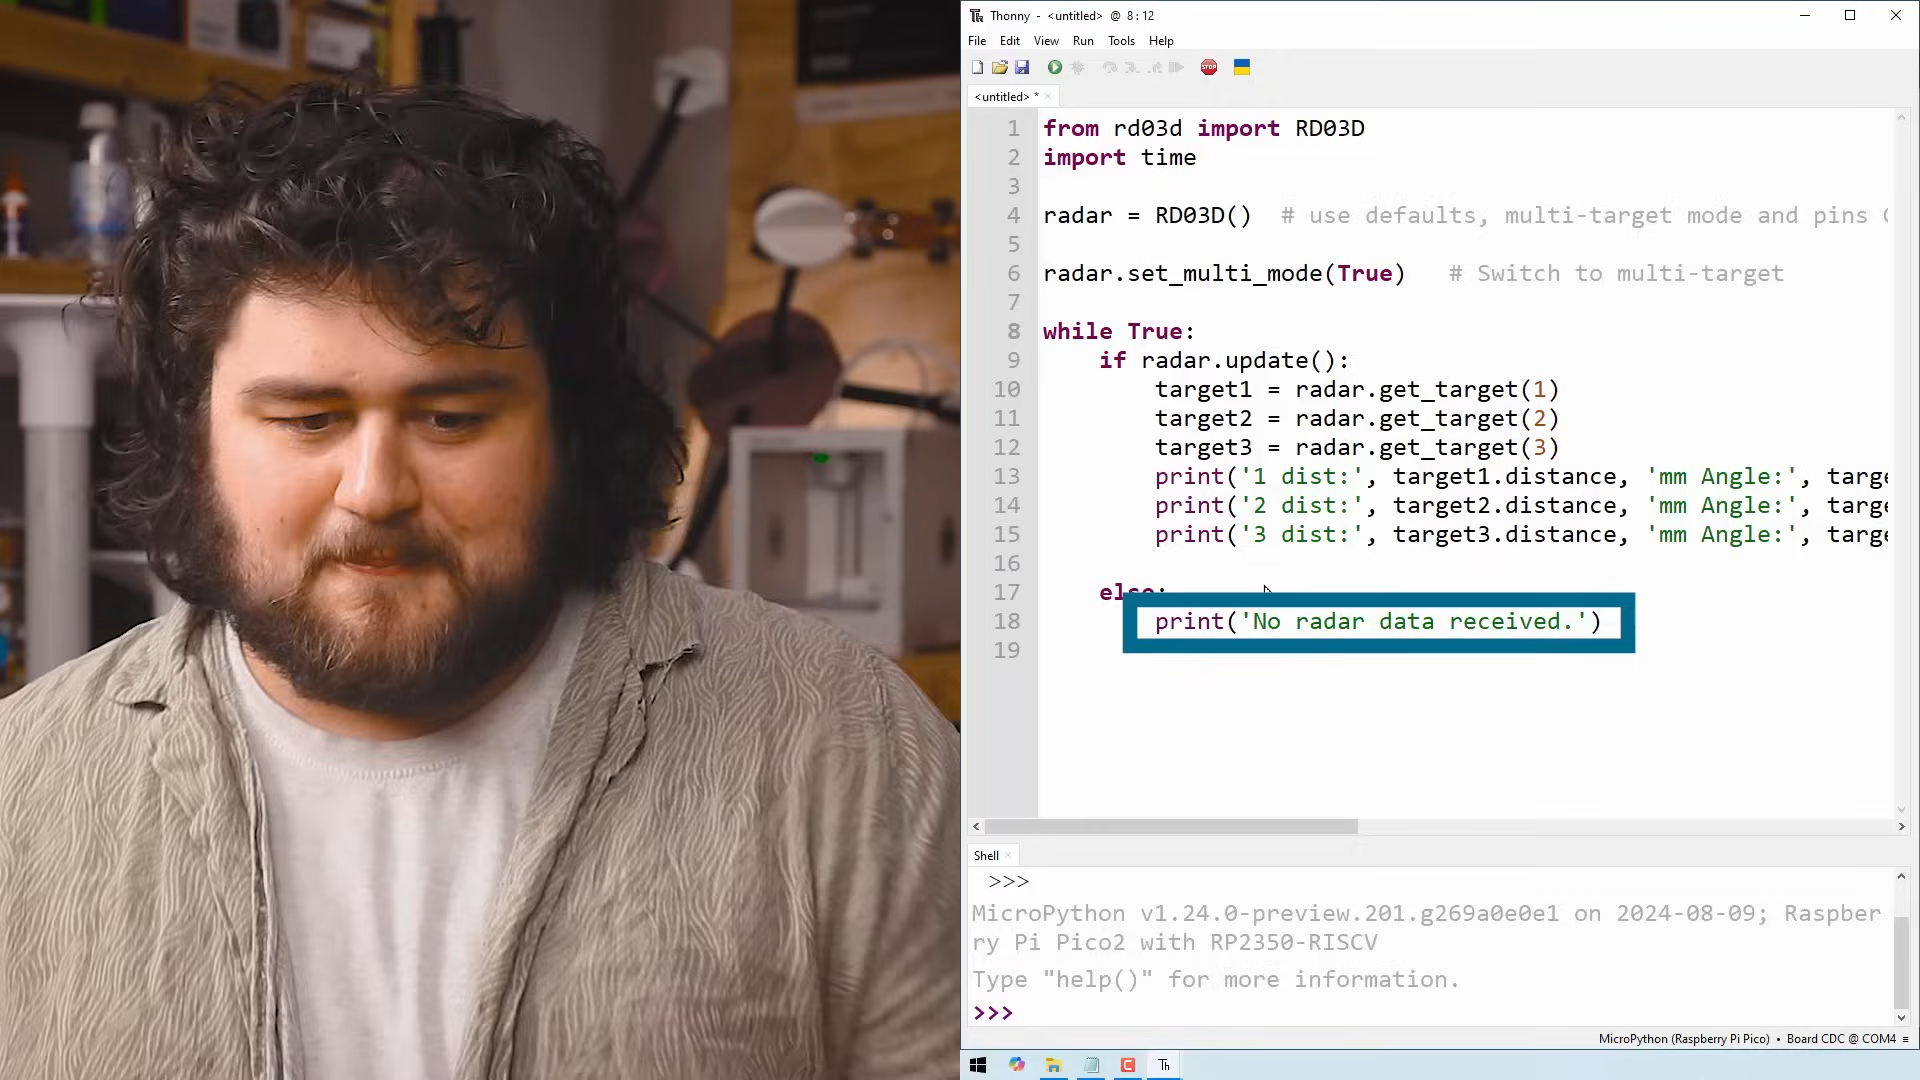 Thonny - <untitled> @ 8:12
File Edit View Run Tools Help
STOP
<untitled> *
1 from rd03d import RD03D
2 import time
3
4 radar = RD03D() # use defaults, multi-target mode and pins
5
6 radar.set_multi_mode(True) # Switch to multi-target
7
8 while True:
9 if radar.update():
10 target1 = radar.get_target(1)
11 target2 = radar.get_target(2)
12 target3 = radar.get_target(3)
13 print('1 dist:', target1.distance, 'mm Angle:', targe
14 print('2 dist:', target2.distance, 'mm Angle:', targe
15 print('3 dist:', target3.distance, 'mm Angle:', targe
16
17 else:
18 print('No radar data received.')
19
Shell
>>>
MicroPython v1.24.0-preview.201.g269a0e0e1 on 2024-08-09; Raspber
ry Pi Pico2 with RP2350-RISCV
Type "help()" for more information.
>>>
MicroPython (Raspberry Pi Pico) • Board CDC @ COM4 ≡
Th